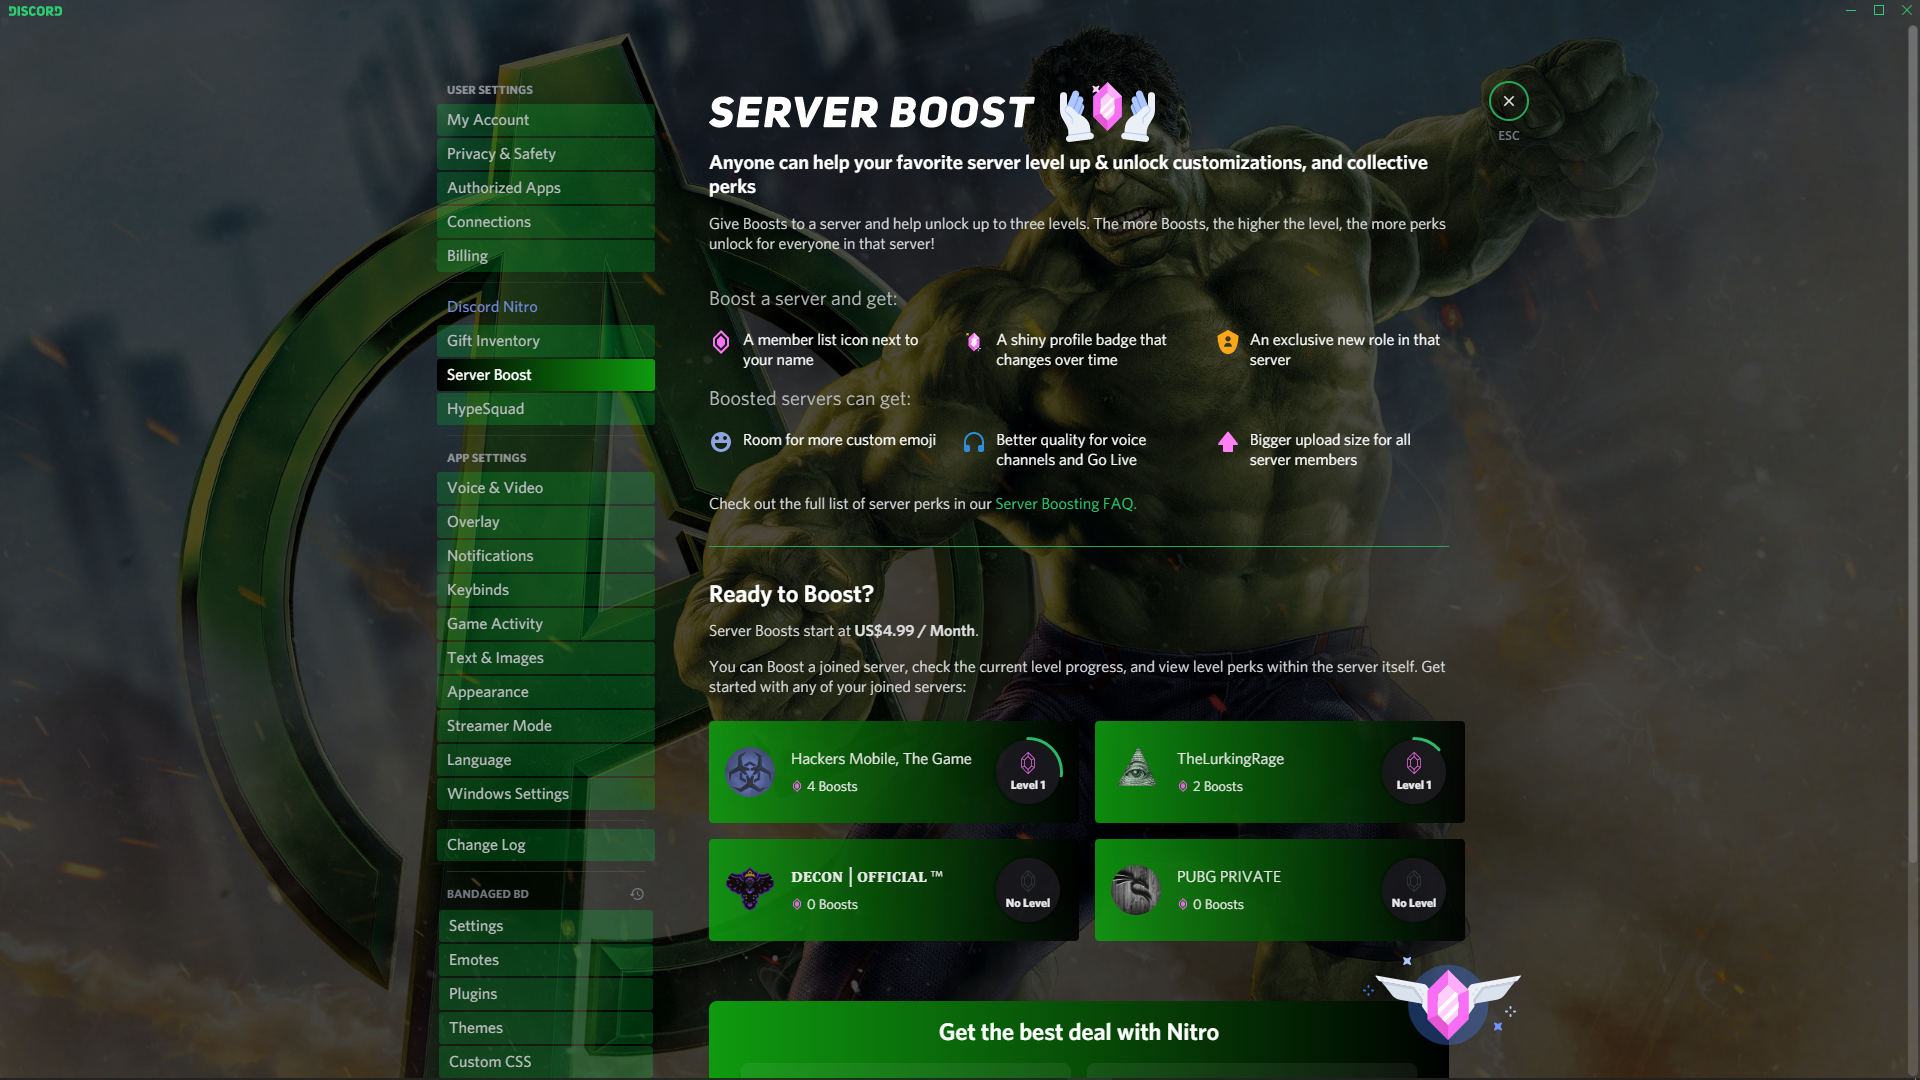 DISCORD
USER SETTINGS
My Account
Privacy & Safety
Authorized Apps
Connections
Billing
Discord Nitro
Gift Inventory
Server Boost
HypeSquad
APP SETTINGS
Voice & Video
Overlay
Notifications
Keybinds
Game Activity
Text & Images
Appearance
Streamer Mode
Language
Windows Settings
Change Log
BANDAGED BD
Settings
Emotes
Plugins
Themes
Custom CSS
SERVER BOOST
ESC
Anyone can help your favorite server level up & unlock customizations, and collective
perks
Give Boosts to a server and help unlock up to three levels. The more Boosts, the higher the level, the more perks
unlock for everyone in that server!
Boost a server and get:
A member list icon next to
your name
A shiny profile badge that
changes over time
An exclusive new role in that
server
Boosted servers can get:
Room for more custom emoji
Better quality for voice
channels and Go Live
Bigger upload size for all
server members
Check out the full list of server perks in our Server Boosting FAQ.
Ready to Boost?
Server Boosts start at US$4.99 / Month.
You can Boost a joined server, check the current level progress, and view level perks within the server itself. Get
started with any of your joined servers:
Hackers Mobile, The Game
4 Boosts
Level 1
TheLurkingRage
2 Boosts
Level 1
DECON | OFFICIAL ™
0 Boosts
No Level
PUBG PRIVATE
0 Boosts
No Level
Get the best deal with Nitro